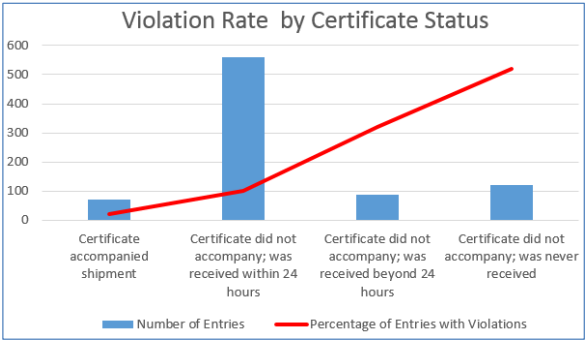 Violation Rate  by Certificate Status
600
500
400
300
200
100
0
Certificate
accompanied
shipment
Certificate did not
accompany; was
received within 24
hours
Certificate did not
accompany; was
received beyond 24
hours
Certificate did not
accompany; was never
received
Number of Entries
Percentage of Entries with Violations